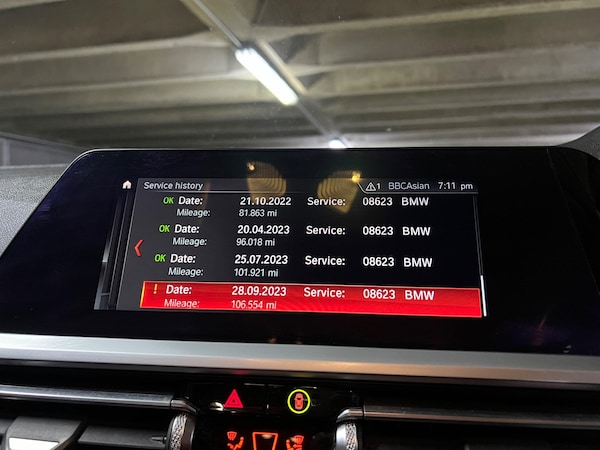 Service history 1 BBCAsian 7:11 pm
OK Date: 21.10.2022 Service: 08623 BMW
Mileage: 81.863 mi
OK Date: 20.04.2023 Service: 08623 BMW
Mileage: 96.018 mi
OK Date: 25.07.2023 Service: 08623 BMW
Mileage: 101.921 mi
! Date: 28.09.2023 Service: 08623 BMW
Mileage: 106.554 mi